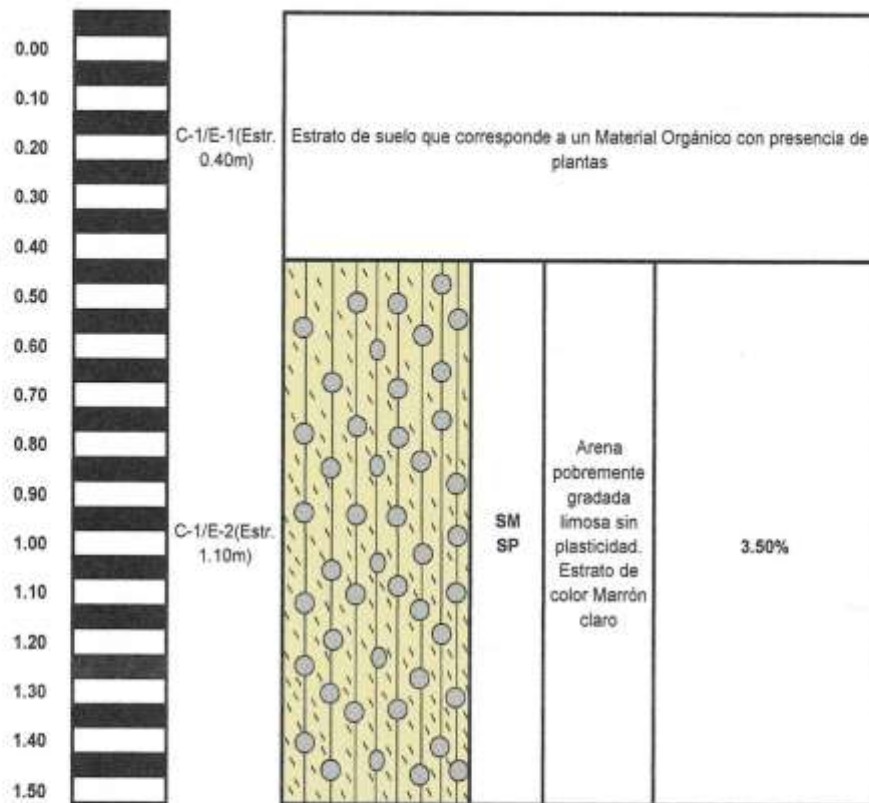 0.00
0.10
0.20
0.30
0.40
0.50
0.60
0.70
0.80
0.90
1.00
1.10
1.20
1.30
1.40
1.50
C-1/E-1(Estr.
0.40m)
Estrato de suelo que corresponde a un Material Orgánico con presencia de
plantas
C-1/E-2(Estr.
1.10m)
SM
SP
Arena
pobremente
gradada
limosa sin
plasticidad.
Estrato de
color Marrón
claro
3.50%